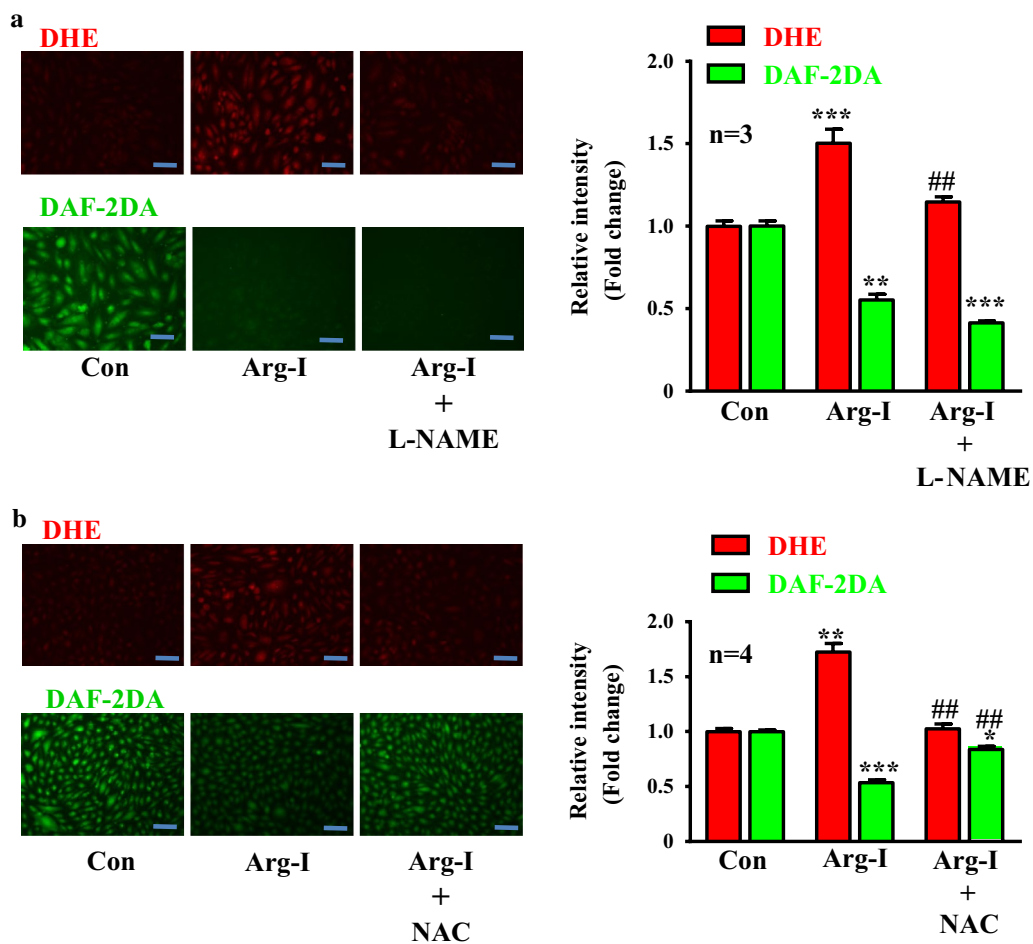 a
DHE
DAF-2DA
Con
Arg-I
Arg-I
+
L-NAME
DHE
DAF-2DA
Relative intensity
(Fold change)
2.0
1.5
1.0
0.5
0
n=3
***
**
##
***
Con
Arg-I
Arg-I
+
L-NAME
b
DHE
DAF-2DA
Con
Arg-I
Arg-I
+
NAC
DHE
DAF-2DA
Relative intensity
(Fold change)
2.0
1.5
1.0
0.5
0
n=4
**
***
##
##
*
Con
Arg-I
Arg-I
+
NAC